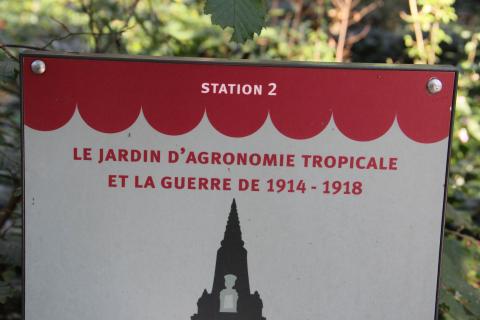 STATION 2
LE JARDIN D'AGRONOMIE TROPICALE
ET LA GUERRE DE 1914 - 1918